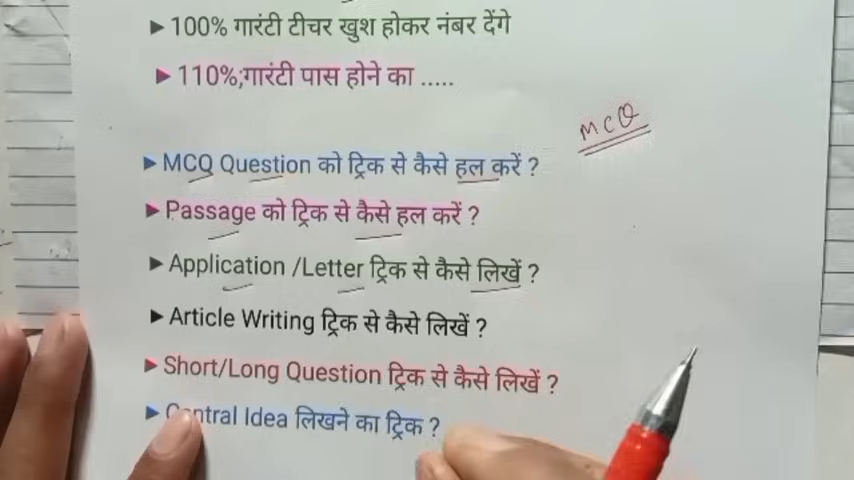 ► 100% गारंटी टीचर खुश होकर नंबर देंगे
► 110%;गारंटी पास होने का .....
MCQ
► MCQ Question को ट्रिक से कैसे हल करें ?
► Passage को ट्रिक से कैसे हल करें ?
► Application /Letter ट्रिक से कैसे लिखें ?
► Article Writing ट्रिक से कैसे लिखें ?
► Short/Long Question ट्रिक से कैसे लिखें ?
► Central Idea लिखने का ट्रिक ?